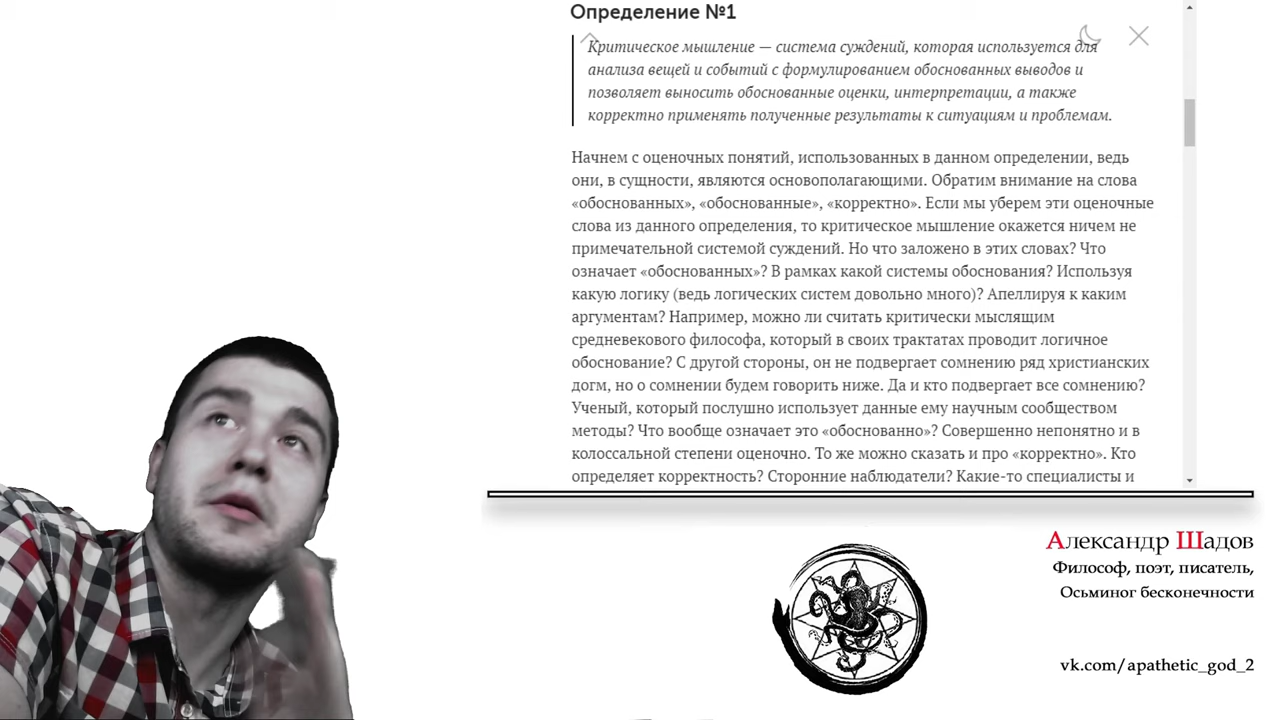 Определение №1
Критическое мышление — система суждений, которая используется для
анализа вещей и событий с формулированием обоснованных выводов и
позволяет выносить обоснованные оценки, интерпретации, а также
корректно применять полученные результаты к ситуациям и проблемам.
Начнем с оценочных понятий, использованных в данном определении, ведь
они, в сущности, являются основополагающими. Обратим внимание на слова
«обоснованных», «обоснованные», «корректно». Если мы уберем эти оценочные
слова из данного определения, то критическое мышление окажется ничем не
примечательной системой суждений. Но что заложено в этих словах? Что
означает «обоснованных»? В рамках какой системы обоснования? Используя
какую логику (ведь логических систем довольно много)? Апеллируя к каким
аргументам? Например, можно ли считать критически мыслящим
средневекового философа, который в своих трактатах проводит логичное
обоснование? С другой стороны, он не подвергает сомнению ряд христианских
догм, но о сомнении будем говорить ниже. Да и кто подвергает все сомнению?
Ученый, который послушно использует данные ему научным сообществом
методы? Что вообще означает это «обоснованно»? Совершенно непонятно и в
колоссальной степени оценочно. То же можно сказать и про «корректно». Кто
определяет корректность? Сторонние наблюдатели? Какие-то специалисты и
Александр Шадов
Философ, поэт, писатель,
Осьминог бесконечности
vk.com/apathetic_god_2